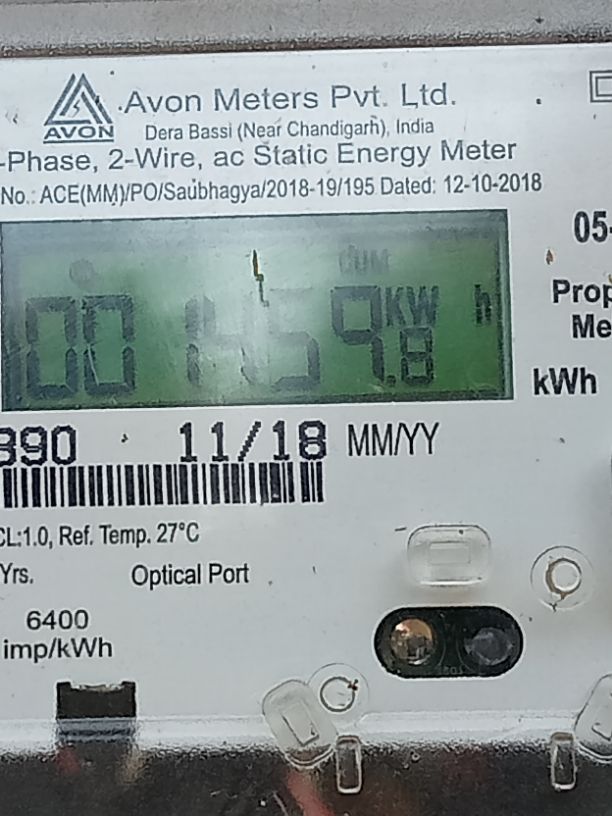 Avon Meters Pvt. Ltd.
AVON
Dera Bassi (Near Chandigarh), India
-Phase, 2-Wire, ac Static Energy Meter
No.: ACE(MM)/PO/Saubhagya/2018-19/195 Dated: 12-10-2018
05-
CUM
001459.8 KW h
Prop
Me
kWh
390 11/18 MM/YY
CL:1.0, Ref. Temp. 27°C
Yrs. Optical Port
6400
imp/kWh